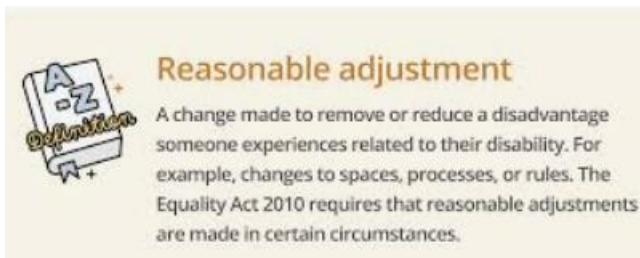 A
-Z
Definition
Reasonable adjustment
A change made to remove or reduce a disadvantage
someone experiences related to their disability. For
example, changes to spaces, processes, or rules. The
Equality Act 2010 requires that reasonable adjustments
are made in certain circumstances.